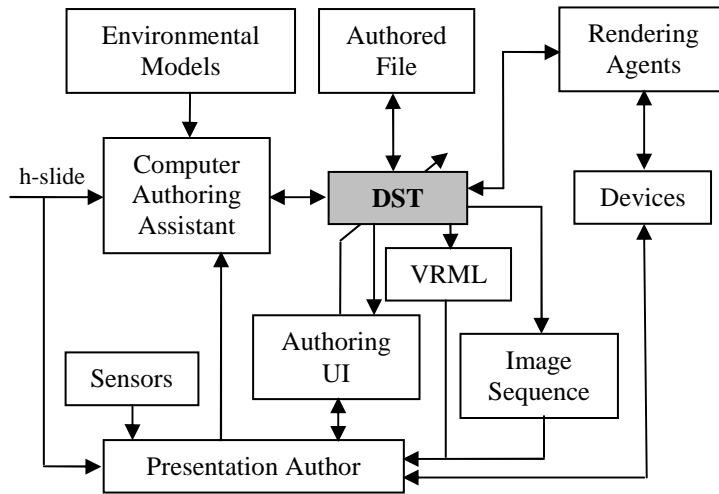 Environmental
Models
Authored
File
Rendering
Agents
h-slide
Computer
Authoring
Assistant
DST
Devices
VRML
Authoring
UI
Image
Sequence
Sensors
Presentation Author